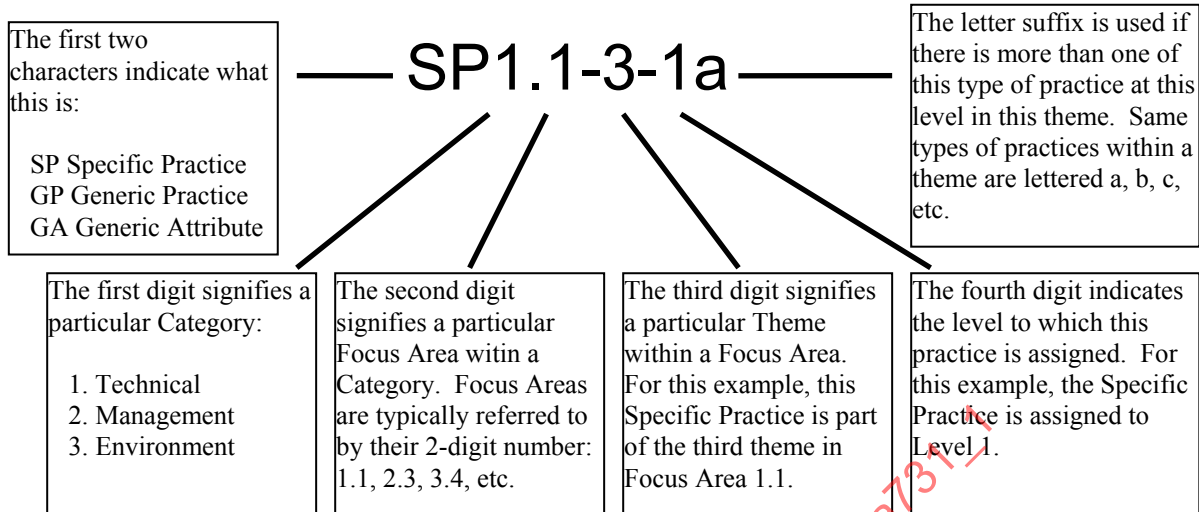 The first two
characters indicate what
this is:
SP Specific Practice
GP Generic Practice
GA Generic Attribute
SP1.1-3-1a
The letter suffix is used if
there is more than one of
this type of practice at this
level in this theme. Same
types of practices within a
theme are lettered a, b, c,
etc.
The first digit signifies a
particular Category:
1. Technical
2. Management
3. Environment
The second digit
signifies a particular
Focus Area witin a
Category. Focus Areas
are typically referred to
by their 2-digit number:
1.1, 2.3, 3.4, etc.
The third digit signifies
a particular Theme
within a Focus Area.
For this example, this
Specific Practice is part
of the third theme in
Focus Area 1.1.
The fourth digit indicates
the level to which this
practice is assigned. For
this example, the Specific
Practice is assigned to
Level 1.